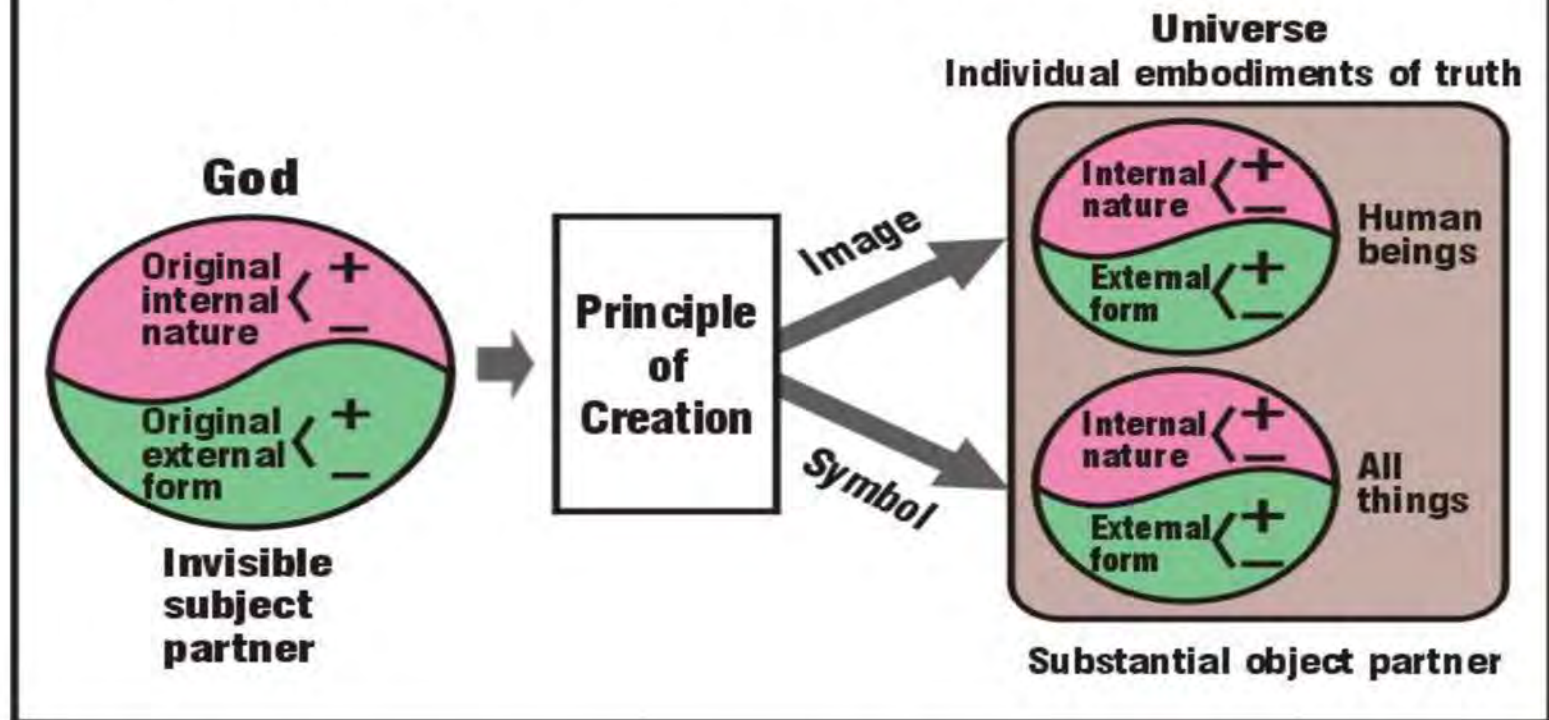 God
Original
internal
nature
+
−
Original
external
form
+
−
Invisible
subject
partner
Principle
of
Creation
Image
Symbol
Universe
Individual embodiments of truth
Internal
nature
+
−
External
form
+
−
Human
beings
Internal
nature
+
−
External
form
+
−
All
things
Substantial object partner